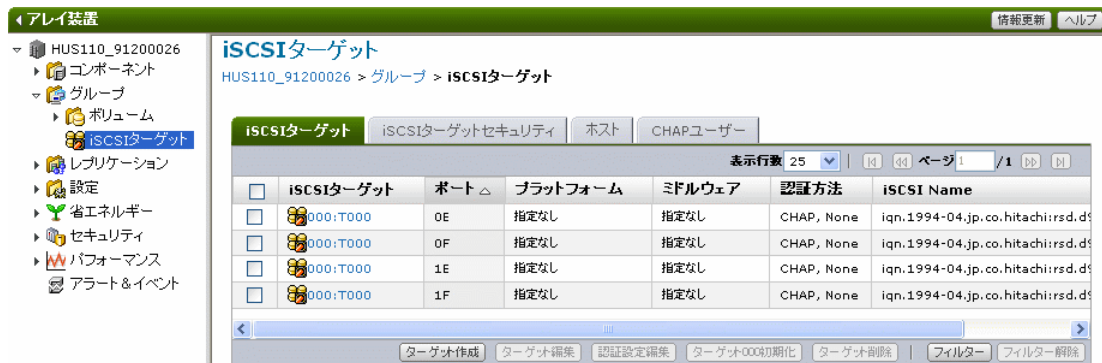 アレイ装置
情報更新 ヘルプ
HUS110_91200026
コンポーネント
グループ
ボリューム
iSCSIターゲット
レプリケーション
設定
省エネルギー
セキュリティ
パフォーマンス
アラート&イベント
iSCSIターゲット
HUS110_91200026 > グループ > iSCSIターゲット
iSCSIターゲット iSCSIターゲットセキュリティ ホスト CHAPユーザー
表示行数 25 ページ 1 /1
iSCSIターゲット ポート プラットフォーム ミドルウェア 認証方法 iSCSI Name
000:T000 0E 指定なし 指定なし CHAP, None iqn.1994-04.jp.co.hitachi:rsd.d9
000:T000 0F 指定なし 指定なし CHAP, None iqn.1994-04.jp.co.hitachi:rsd.d9
000:T000 1E 指定なし 指定なし CHAP, None iqn.1994-04.jp.co.hitachi:rsd.d9
000:T000 1F 指定なし 指定なし CHAP, None iqn.1994-04.jp.co.hitachi:rsd.d9
ターゲット作成 ターゲット編集 認証設定編集 ターゲット000初期化 ターゲット削除 フィルター フィルター解除